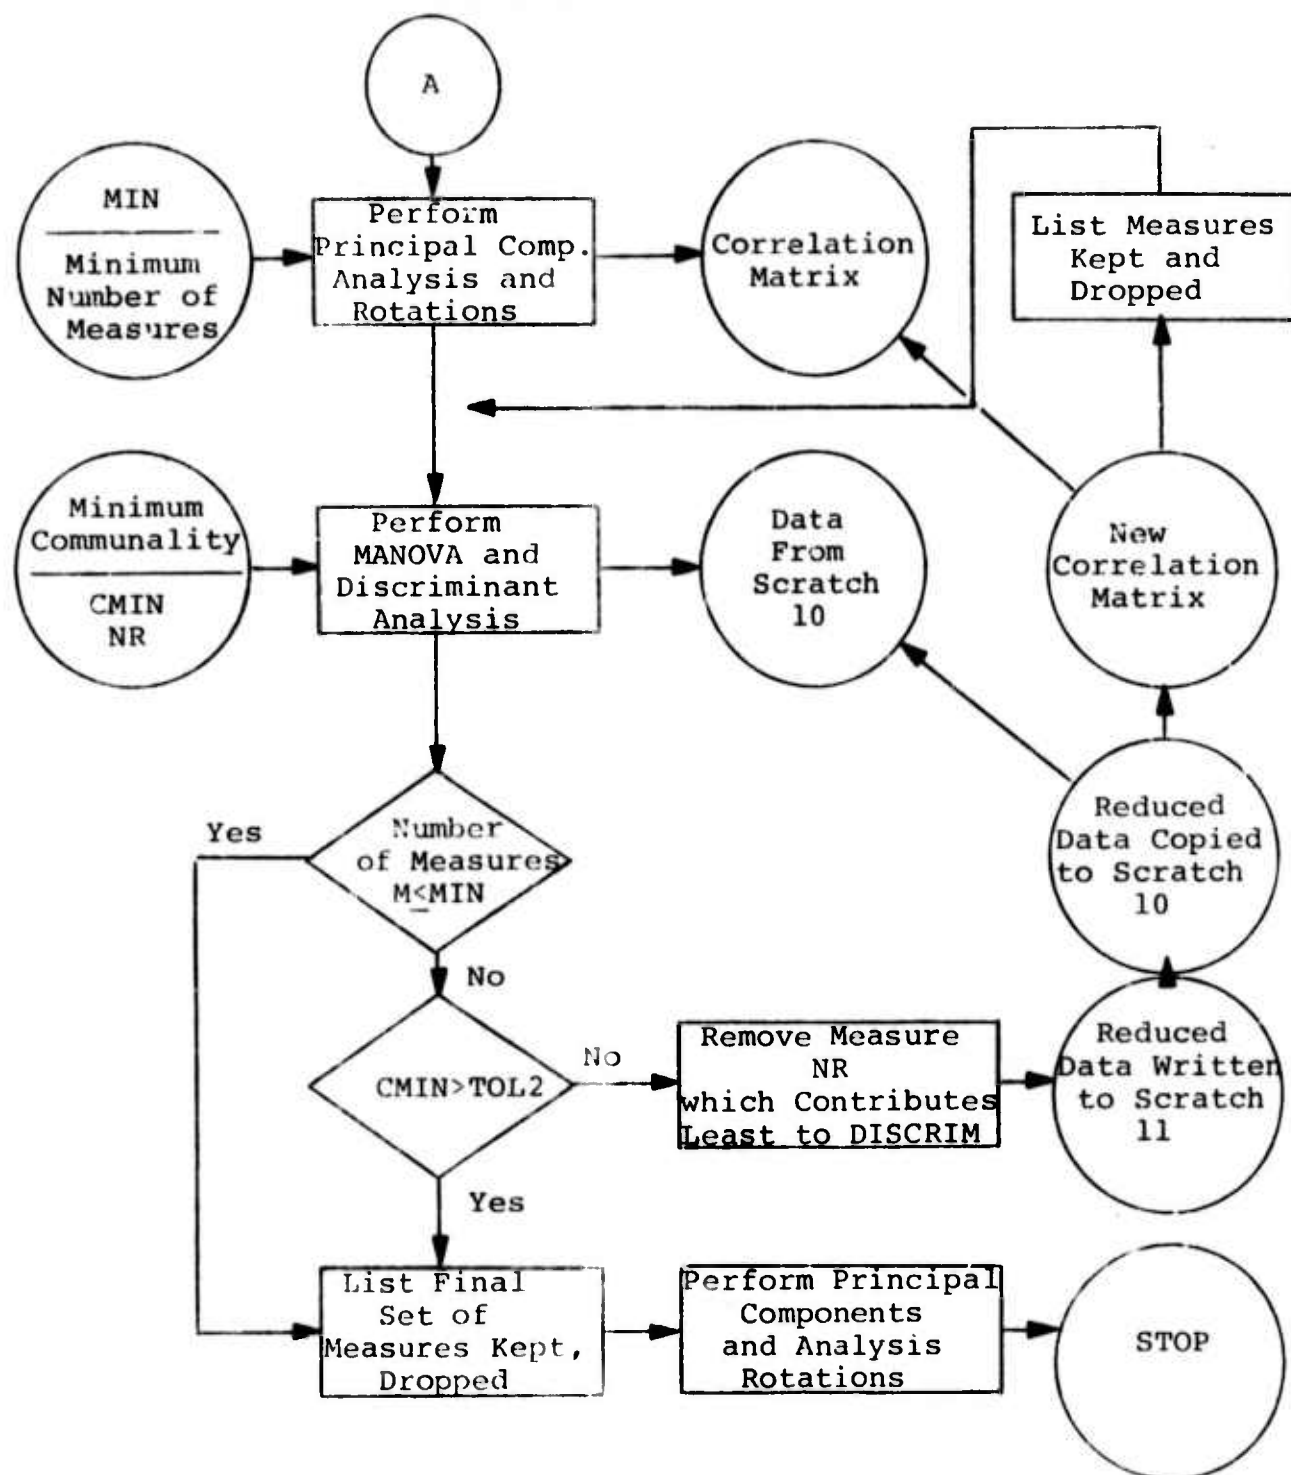 A
MIN
Minimum
Number of
Measures
Perform
Principal Comp.
Analysis and
Rotations
Correlation
Matrix
List Measures
Kept and
Dropped
Minimum
Communality
CMIN
NR
Perform
MANOVA and
Discriminant
Analysis
Data
From
Scratch
10
New
Correlation
Matrix
Yes
Number
of Measures
M≤MIN
Reduced
Data Copied
to Scratch
10
No
CMIN>TOL2
No
Remove Measure
NR
which Contributes
Least to DISCRIM
Reduced
Data Written
to Scratch
11
Yes
List Final
Set of
Measures Kept,
Dropped
Perform Principal
Components
and Analysis
Rotations
STOP